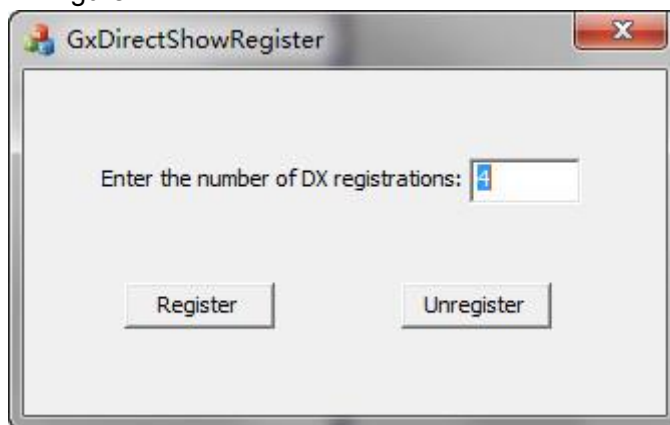 GxDirectShowRegister
Enter the number of DX registrations: 4
Register
Unregister